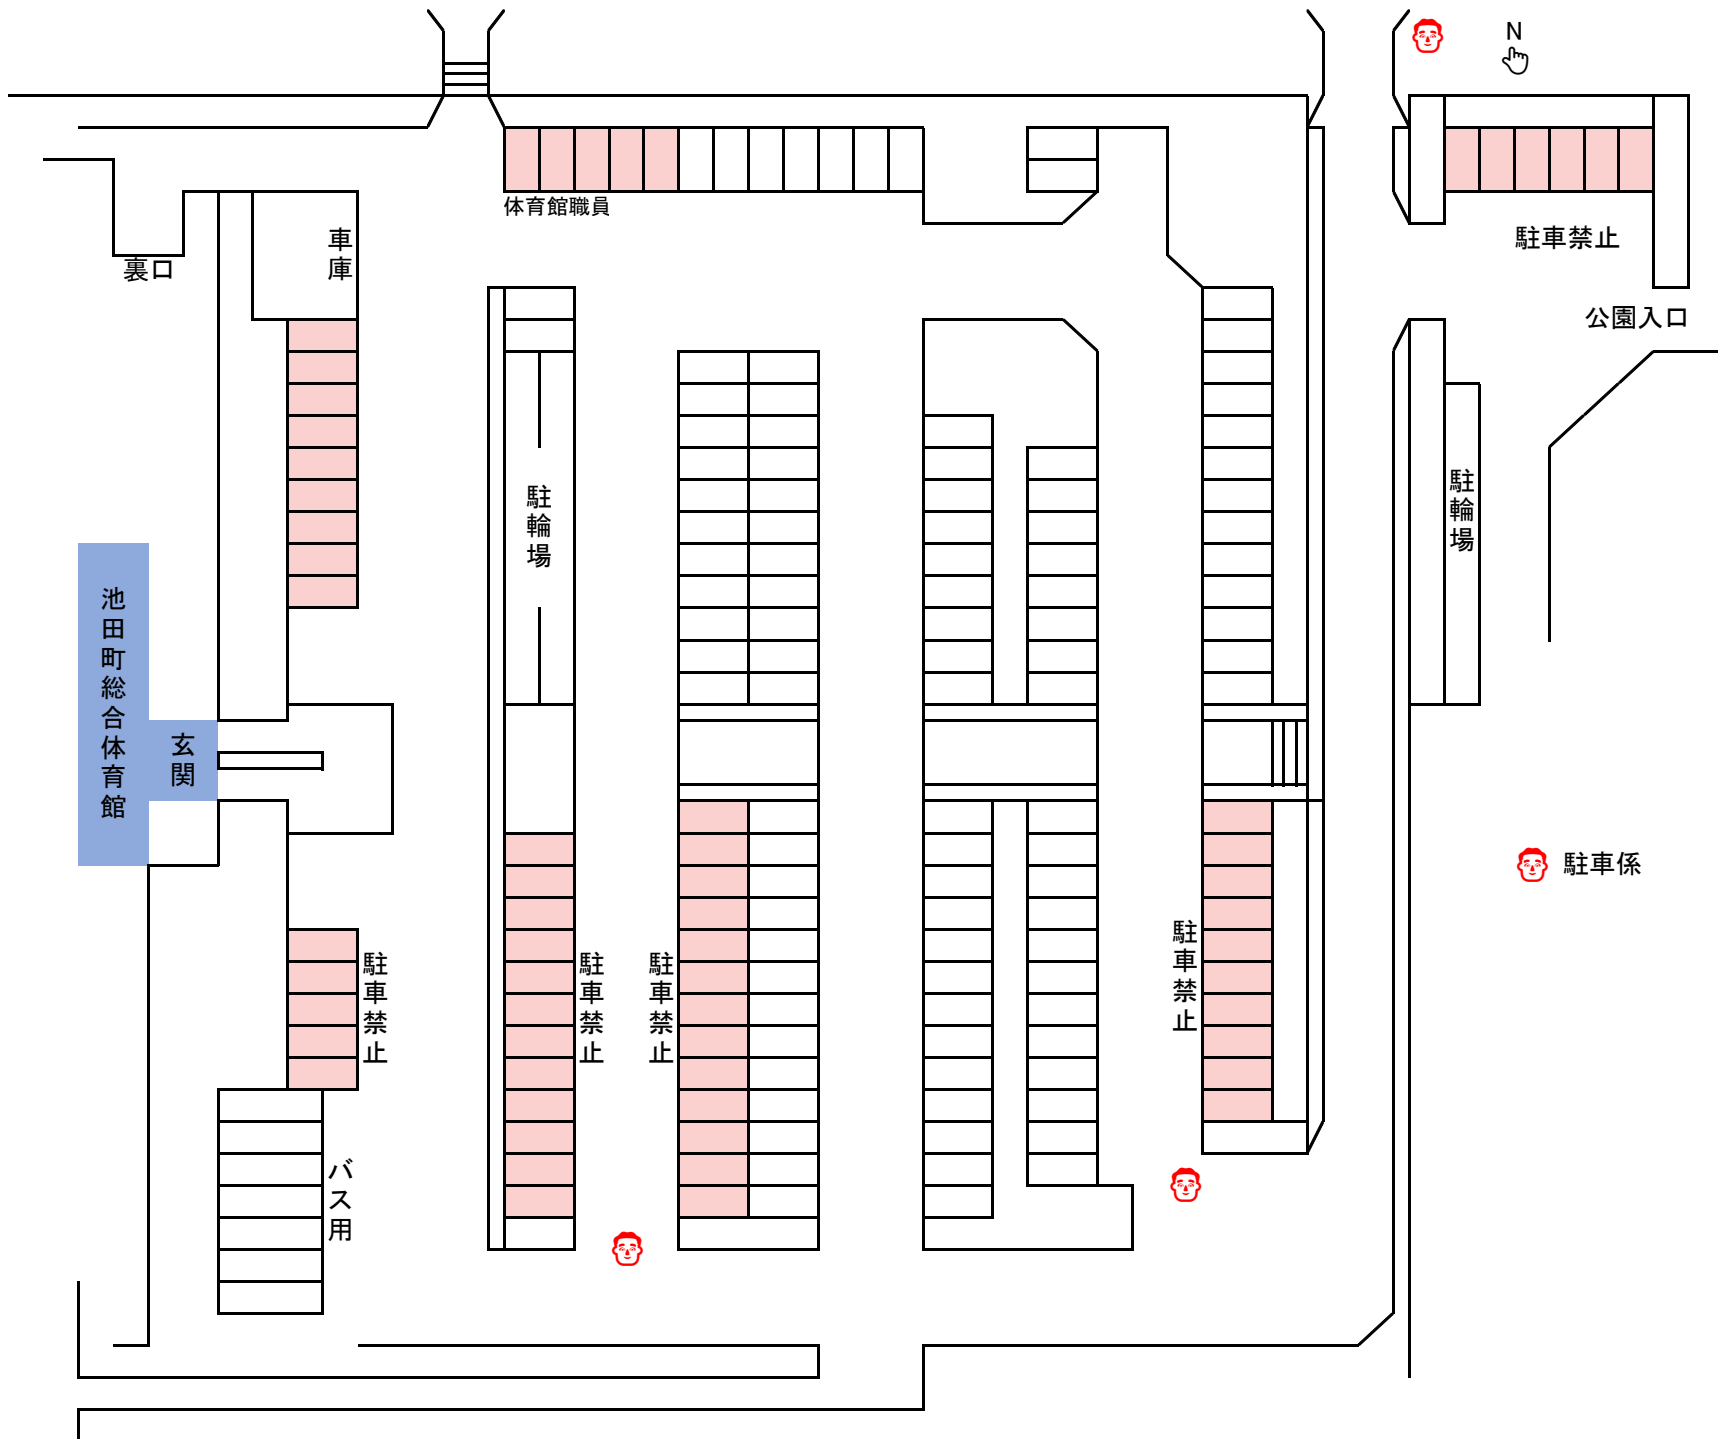 N
体育館職員
車庫
裏口
駐車禁止
公園入口
駐輪場
駐輪場
池田町総合体育館
玄関
駐車係
駐車禁止
駐車禁止
駐車禁止
駐車禁止
バス用